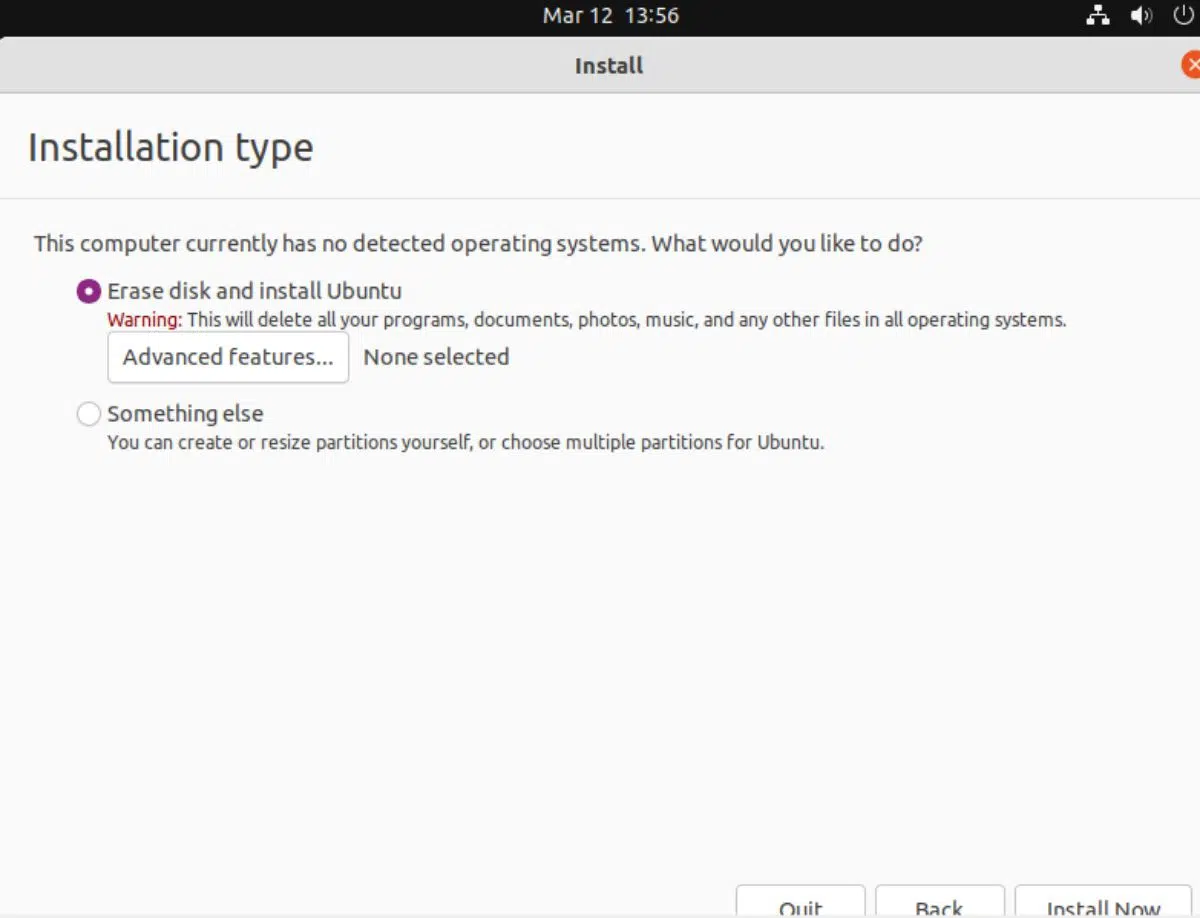 Mar 12 13:56
Install
Installation type
This computer currently has no detected operating systems. What would you like to do?
Erase disk and install Ubuntu
Warning: This will delete all your programs, documents, photos, music, and any other files in all operating systems.
Advanced features... None selected
Something else
You can create or resize partitions yourself, or choose multiple partitions for Ubuntu.
Quit Back Install Now